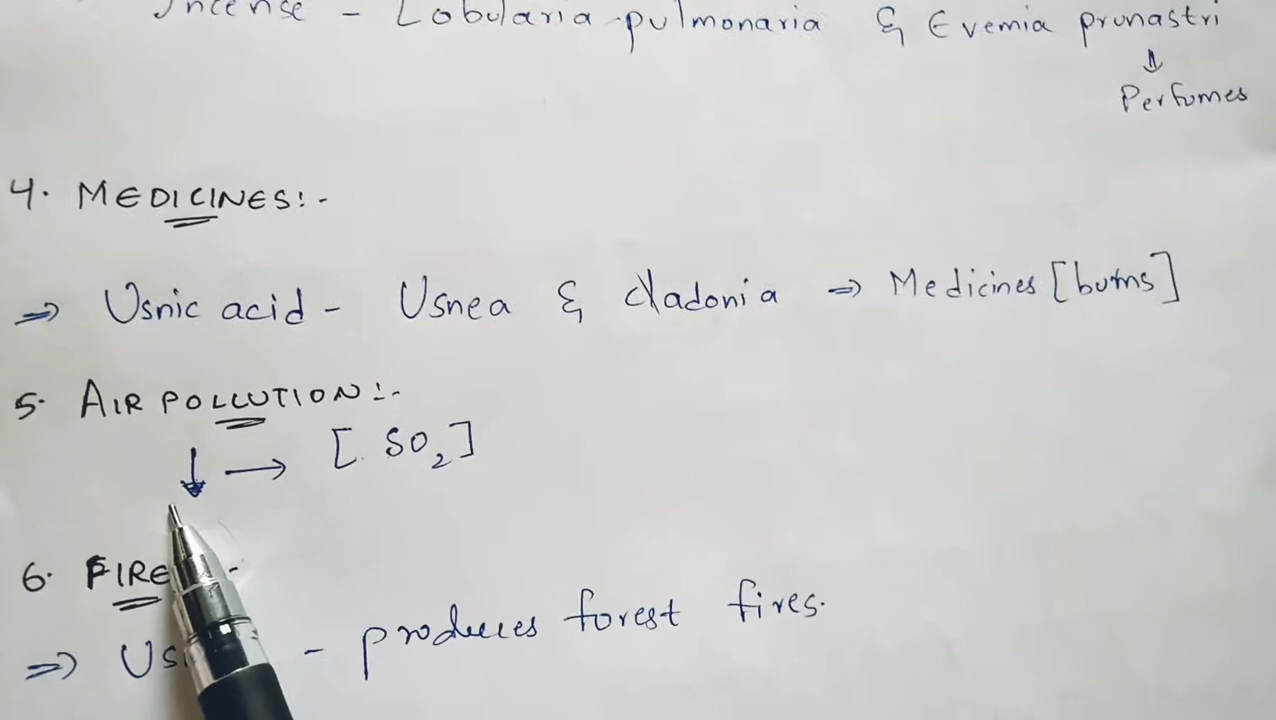 Incense - Lobularia pulmonaria & Evemia prunastri
↓
Perfumes
4. MEDICINES:-
⇒ Usnic acid - Usnea & cladonia ⇒ Medicines [burns]
5. AIR POLLUTION:-
↓ → [SO₂]
6. FIRE
⇒ - produces forest fires.